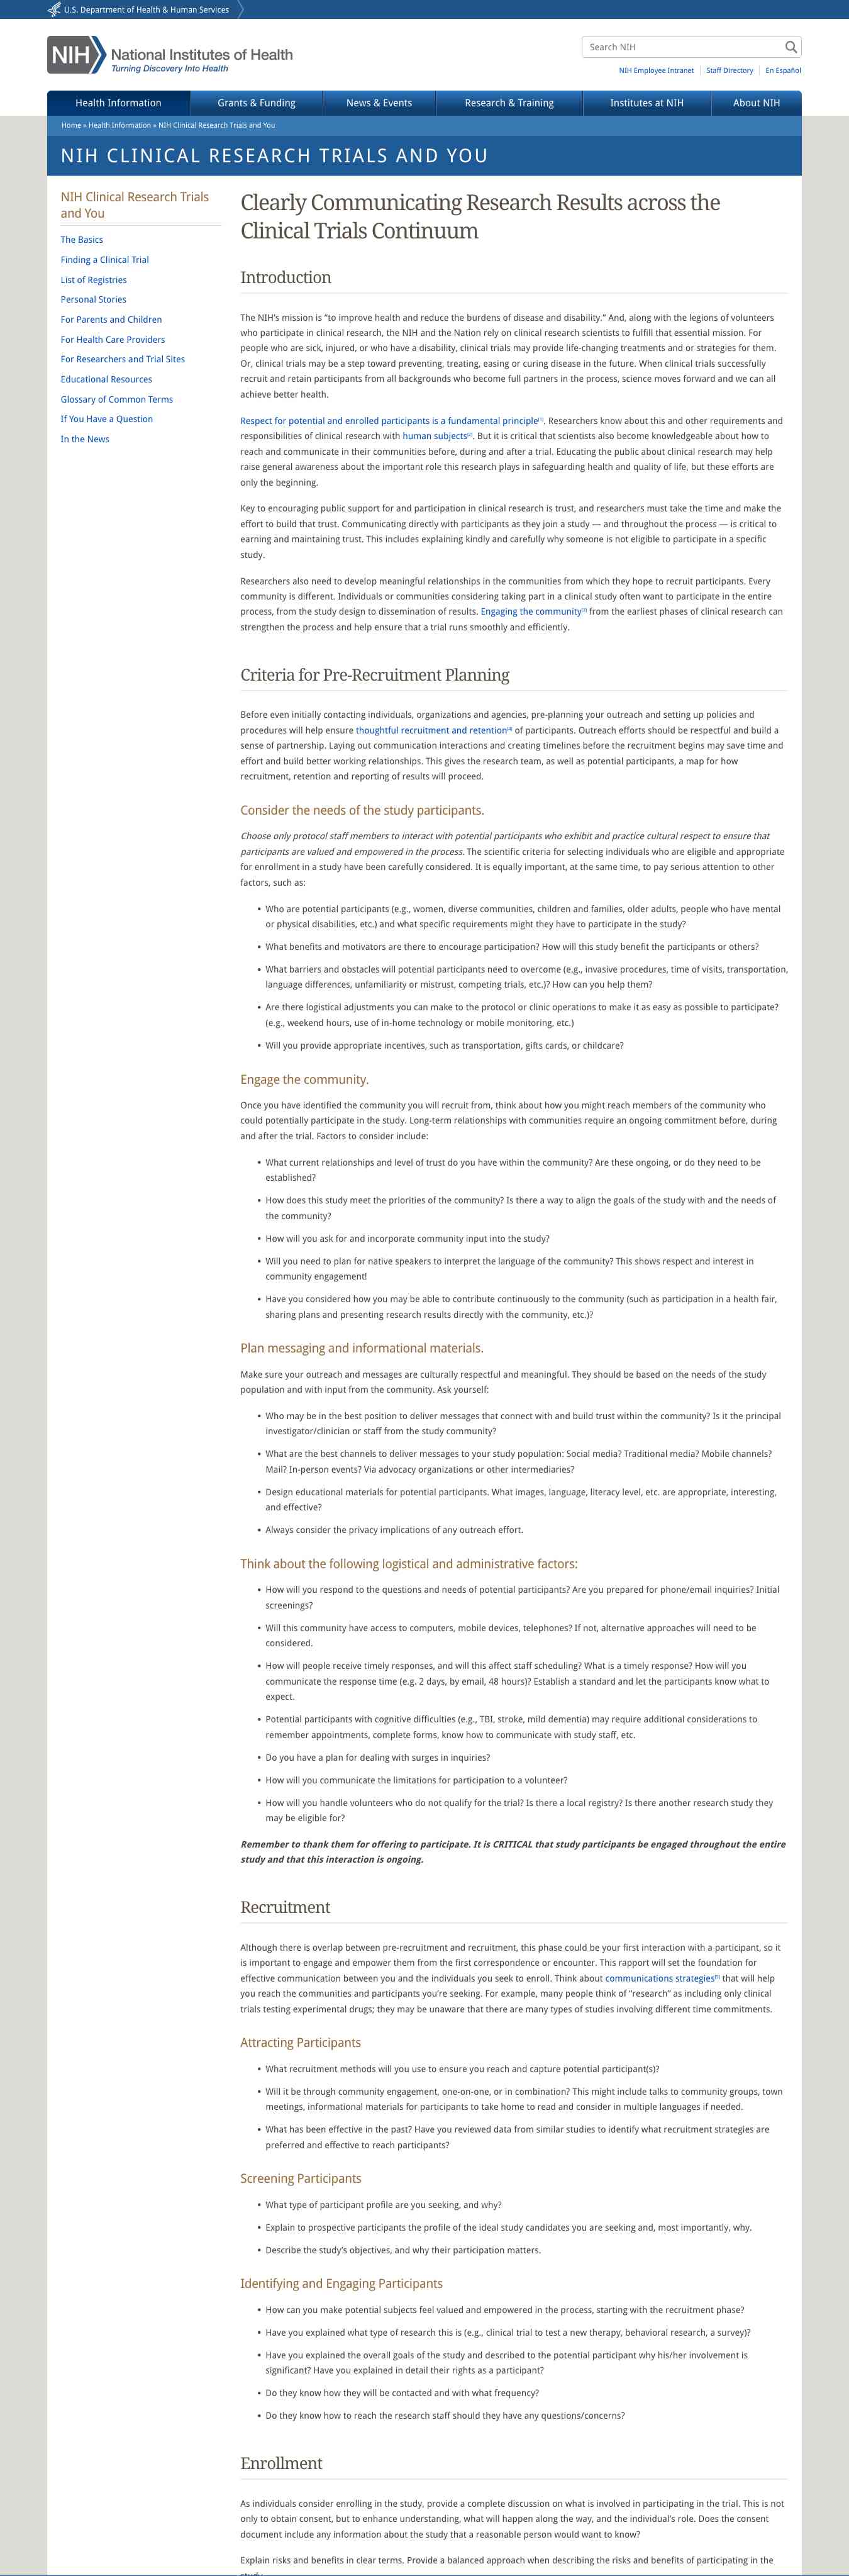 U.S. Department of Health & Human Services
NIH National Institutes of Health
Turning Discovery Into Health
Search NIH
NIH Employee Intranet
Staff Directory
En Español
Health Information
Grants & Funding
News & Events
Research & Training
Institutes at NIH
About NIH
Home » Health Information » NIH Clinical Research Trials and You
NIH CLINICAL RESEARCH TRIALS AND YOU
NIH Clinical Research Trials
and You
The Basics
Finding a Clinical Trial
List of Registries
Personal Stories
For Parents and Children
For Health Care Providers
For Researchers and Trial Sites
Educational Resources
Glossary of Common Terms
If You Have a Question
In the News
Clearly Communicating Research Results across the
Clinical Trials Continuum
Introduction
The NIH’s mission is “to improve health and reduce the burdens of disease and disability.” And, along with the legions of volunteers
who participate in clinical research, the NIH and the Nation rely on clinical research scientists to fulfill that essential mission. For
people who are sick, injured, or who have a disability, clinical trials may provide life-changing treatments and or strategies for them.
Or, clinical trials may be a step toward preventing, treating, easing or curing disease in the future. When clinical trials successfully
recruit and retain participants from all backgrounds who become full partners in the process, science moves forward and we can all
achieve better health.
Respect for potential and enrolled participants is a fundamental principle[1]. Researchers know about this and other requirements and
responsibilities of clinical research with human subjects[2]. But it is critical that scientists also become knowledgeable about how to
reach and communicate in their communities before, during and after a trial. Educating the public about clinical research may help
raise general awareness about the important role this research plays in safeguarding health and quality of life, but these efforts are
only the beginning.
Key to encouraging public support for and participation in clinical research is trust, and researchers must take the time and make the
effort to build that trust. Communicating directly with participants as they join a study — and throughout the process — is critical to
earning and maintaining trust. This includes explaining kindly and carefully why someone is not eligible to participate in a specific
study.
Researchers also need to develop meaningful relationships in the communities from which they hope to recruit participants. Every
community is different. Individuals or communities considering taking part in a clinical study often want to participate in the entire
process, from the study design to dissemination of results. Engaging the community[3] from the earliest phases of clinical research can
strengthen the process and help ensure that a trial runs smoothly and efficiently.
Criteria for Pre-Recruitment Planning
Before even initially contacting individuals, organizations and agencies, pre-planning your outreach and setting up policies and
procedures will help ensure thoughtful recruitment and retention[4] of participants. Outreach efforts should be respectful and build a
sense of partnership. Laying out communication interactions and creating timelines before the recruitment begins may save time and
effort and build better working relationships. This gives the research team, as well as potential participants, a map for how
recruitment, retention and reporting of results will proceed.
Consider the needs of the study participants.
Choose only protocol staff members to interact with potential participants who exhibit and practice cultural respect to ensure that
participants are valued and empowered in the process. The scientific criteria for selecting individuals who are eligible and appropriate
for enrollment in a study have been carefully considered. It is equally important, at the same time, to pay serious attention to other
factors, such as:
• Who are potential participants (e.g., women, diverse communities, children and families, older adults, people who have mental
or physical disabilities, etc.) and what specific requirements might they have to participate in the study?
• What benefits and motivators are there to encourage participation? How will this study benefit the participants or others?
• What barriers and obstacles will potential participants need to overcome (e.g., invasive procedures, time of visits, transportation,
language differences, unfamiliarity or mistrust, competing trials, etc.)? How can you help them?
• Are there logistical adjustments you can make to the protocol or clinic operations to make it as easy as possible to participate?
(e.g., weekend hours, use of in-home technology or mobile monitoring, etc.)
• Will you provide appropriate incentives, such as transportation, gifts cards, or childcare?
Engage the community.
Once you have identified the community you will recruit from, think about how you might reach members of the community who
could potentially participate in the study. Long-term relationships with communities require an ongoing commitment before, during
and after the trial. Factors to consider include:
• What current relationships and level of trust do you have within the community? Are these ongoing, or do they need to be
established?
• How does this study meet the priorities of the community? Is there a way to align the goals of the study with and the needs of
the community?
• How will you ask for and incorporate community input into the study?
• Will you need to plan for native speakers to interpret the language of the community? This shows respect and interest in
community engagement!
• Have you considered how you may be able to contribute continuously to the community (such as participation in a health fair,
sharing plans and presenting research results directly with the community, etc.)?
Plan messaging and informational materials.
Make sure your outreach and messages are culturally respectful and meaningful. They should be based on the needs of the study
population and with input from the community. Ask yourself:
• Who may be in the best position to deliver messages that connect with and build trust within the community? Is it the principal
investigator/clinician or staff from the study community?
• What are the best channels to deliver messages to your study population: Social media? Traditional media? Mobile channels?
Mail? In-person events? Via advocacy organizations or other intermediaries?
• Design educational materials for potential participants. What images, language, literacy level, etc. are appropriate, interesting,
and effective?
• Always consider the privacy implications of any outreach effort.
Think about the following logistical and administrative factors:
• How will you respond to the questions and needs of potential participants? Are you prepared for phone/email inquiries? Initial
screenings?
• Will this community have access to computers, mobile devices, telephones? If not, alternative approaches will need to be
considered.
• How will people receive timely responses, and will this affect staff scheduling? What is a timely response? How will you
communicate the response time (e.g. 2 days, by email, 48 hours)? Establish a standard and let the participants know what to
expect.
• Potential participants with cognitive difficulties (e.g., TBI, stroke, mild dementia) may require additional considerations to
remember appointments, complete forms, know how to communicate with study staff, etc.
• Do you have a plan for dealing with surges in inquiries?
• How will you communicate the limitations for participation to a volunteer?
• How will you handle volunteers who do not qualify for the trial? Is there a local registry? Is there another research study they
may be eligible for?
Remember to thank them for offering to participate. It is CRITICAL that study participants be engaged throughout the entire
study and that this interaction is ongoing.
Recruitment
Although there is overlap between pre-recruitment and recruitment, this phase could be your first interaction with a participant, so it
is important to engage and empower them from the first correspondence or encounter. This rapport will set the foundation for
effective communication between you and the individuals you seek to enroll. Think about communications strategies[5] that will help
you reach the communities and participants you’re seeking. For example, many people think of “research” as including only clinical
trials testing experimental drugs; they may be unaware that there are many types of studies involving different time commitments.
Attracting Participants
• What recruitment methods will you use to ensure you reach and capture potential participant(s)?
• Will it be through community engagement, one-on-one, or in combination? This might include talks to community groups, town
meetings, informational materials for participants to take home to read and consider in multiple languages if needed.
• What has been effective in the past? Have you reviewed data from similar studies to identify what recruitment strategies are
preferred and effective to reach participants?
Screening Participants
• What type of participant profile are you seeking, and why?
• Explain to prospective participants the profile of the ideal study candidates you are seeking and, most importantly, why.
• Describe the study’s objectives, and why their participation matters.
Identifying and Engaging Participants
• How can you make potential subjects feel valued and empowered in the process, starting with the recruitment phase?
• Have you explained what type of research this is (e.g., clinical trial to test a new therapy, behavioral research, a survey)?
• Have you explained the overall goals of the study and described to the potential participant why his/her involvement is
significant? Have you explained in detail their rights as a participant?
• Do they know how they will be contacted and with what frequency?
• Do they know how to reach the research staff should they have any questions/concerns?
Enrollment
As individuals consider enrolling in the study, provide a complete discussion on what is involved in participating in the trial. This is not
only to obtain consent, but to enhance understanding, what will happen along the way, and the individual’s role. Does the consent
document include any information about the study that a reasonable person would want to know?
Explain risks and benefits in clear terms. Provide a balanced approach when describing the risks and benefits of participating in the